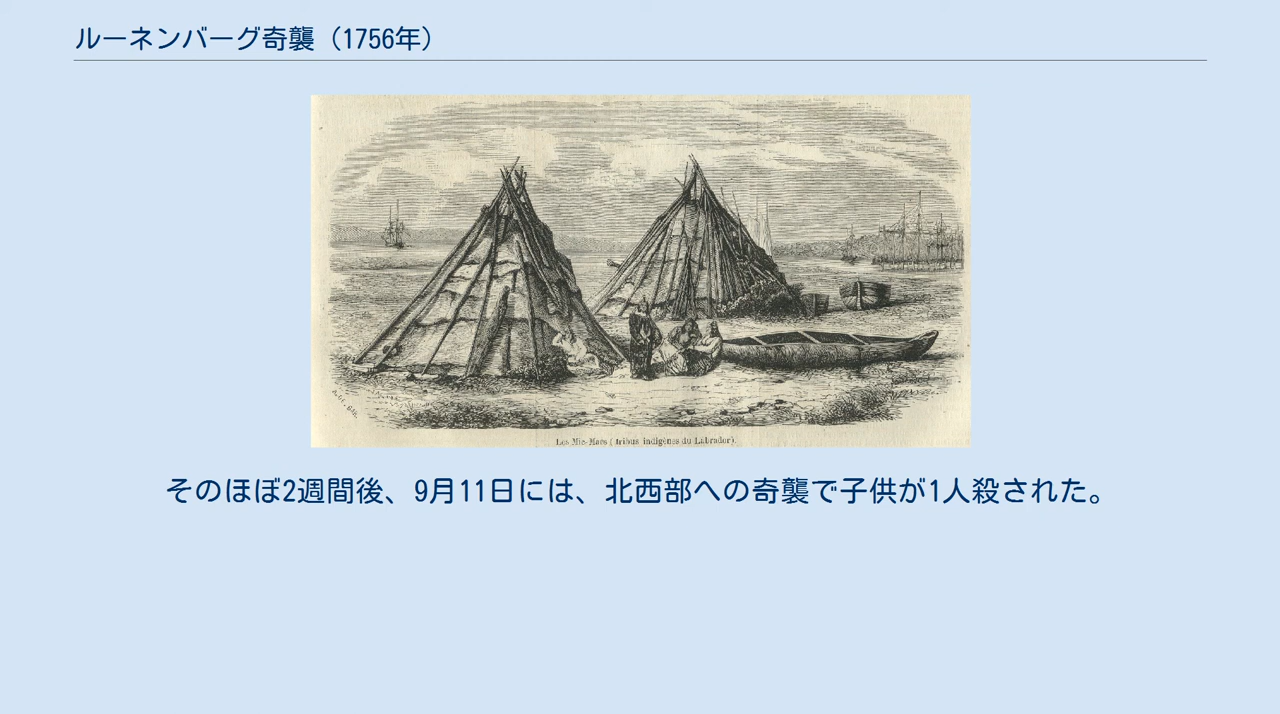 ルーネンバーグ奇襲（1756年）
Les Mic-Macs ( tribus indigènes du Labrador).
そのほぼ2週間後、9月11日には、北西部への奇襲で子供が1人殺された。